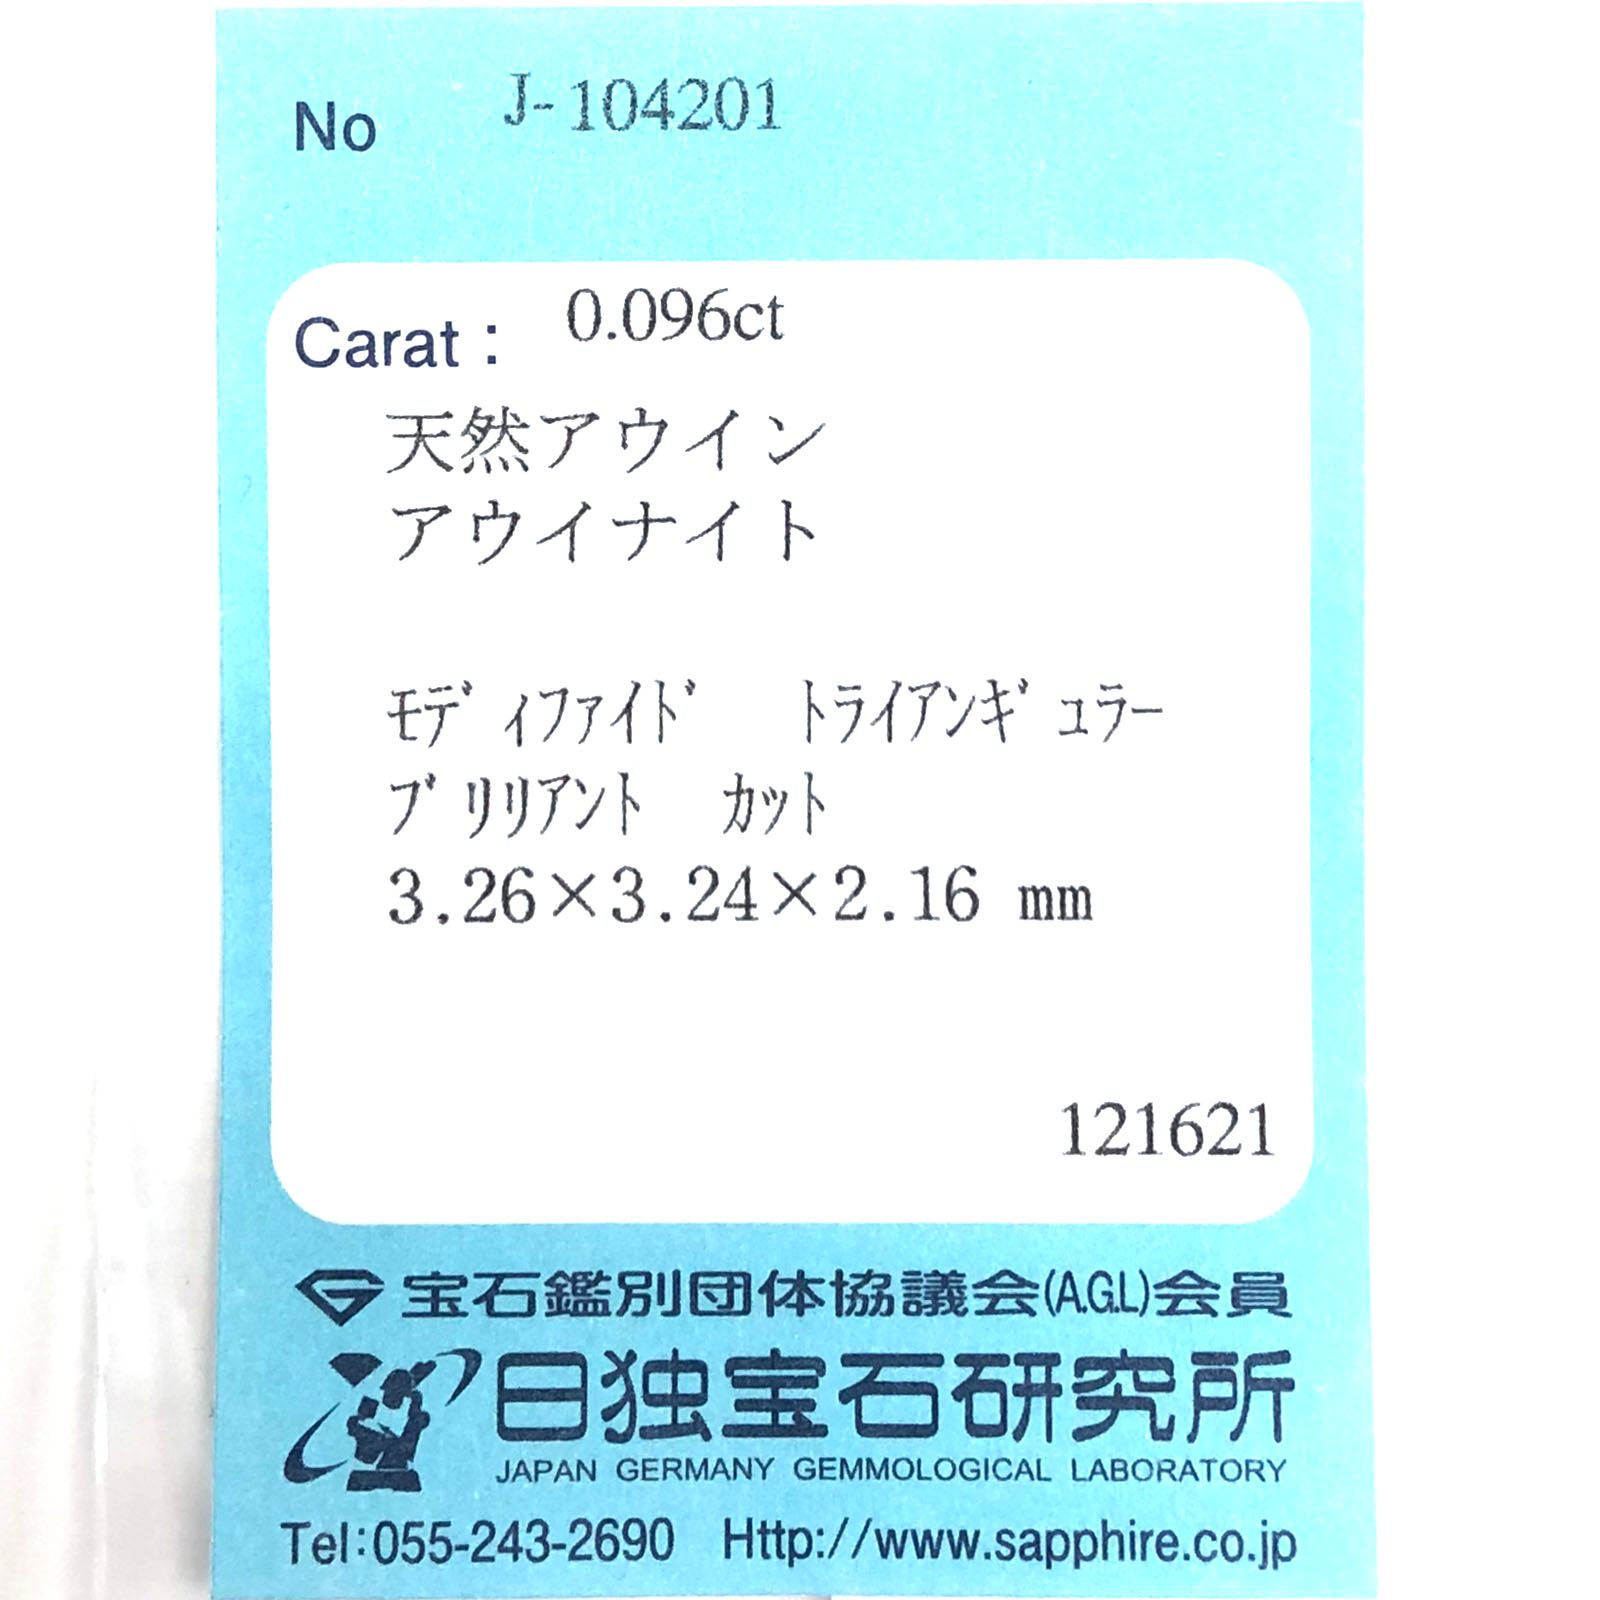 No J-104201
Carat: 0.096ct
天然アウイン
アウイナイト
ﾓﾃﾞｨﾌｧｲﾄﾞ ﾄﾗｲｱﾝｷﾞｭﾗｰ
ﾌﾞﾘﾘｱﾝﾄ ｶｯﾄ
3.26×3.24×2.16 mm
121621
宝石鑑別団体協議会(A.G.L)会員
日独宝石研究所
JAPAN GERMANY GEMMOLOGICAL LABORATORY
Tel:055-243-2690 Http://www.sapphire.co.jp